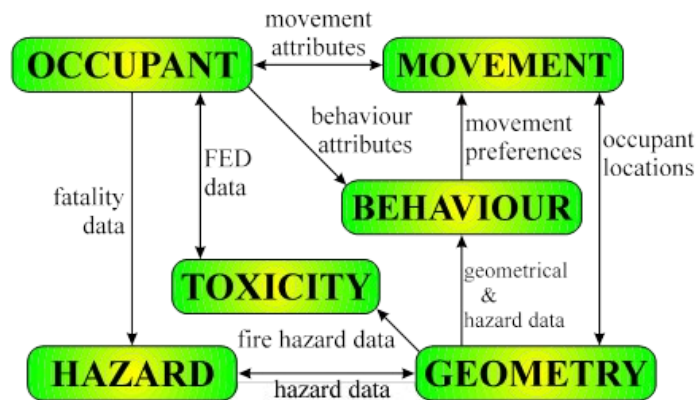 movement
attributes
OCCUPANT
MOVEMENT
behaviour
attributes
movement
preferences
occupant
locations
FED
data
fatality
data
BEHAVIOUR
TOXICITY
geometrical
&
hazard data
fire hazard data
HAZARD
hazard data
GEOMETRY